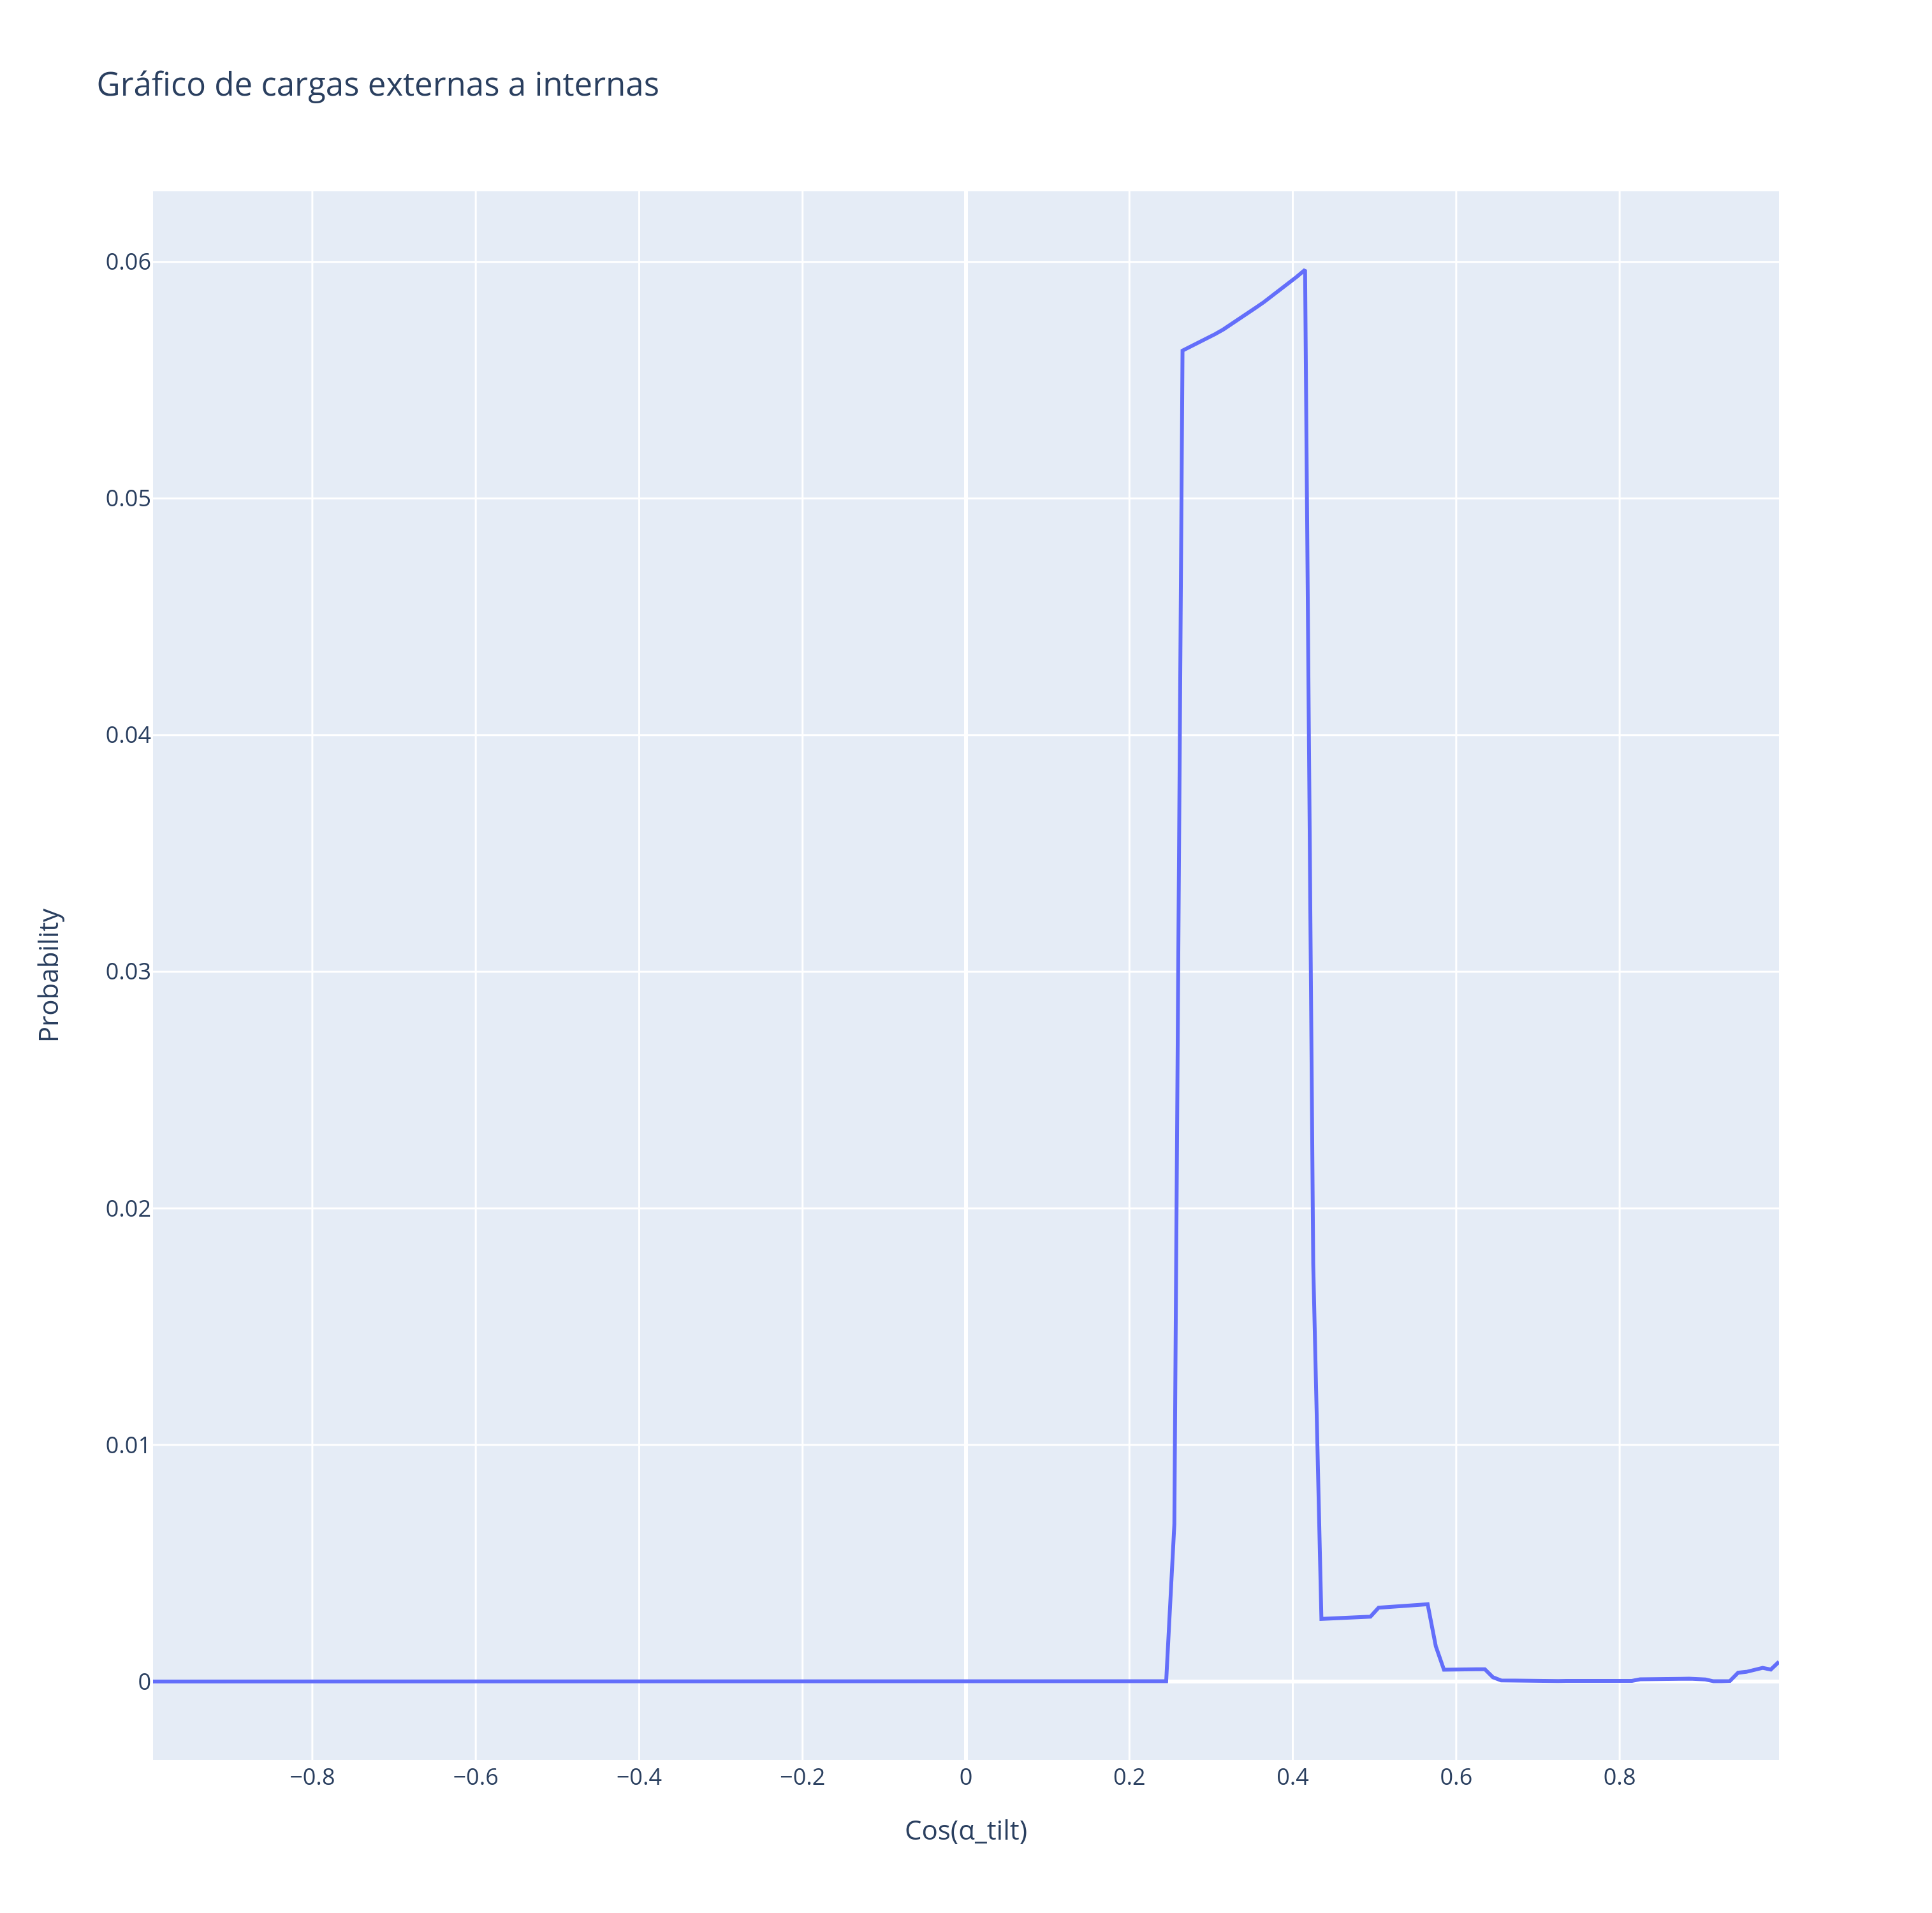 Gráfico de cargas externas a internas
0.06
0.05
0.04
0.03
0.02
0.01
0
Probability
−0.8 −0.6 −0.4 −0.2 0 0.2 0.4 0.6 0.8
Cos(α_tilt)